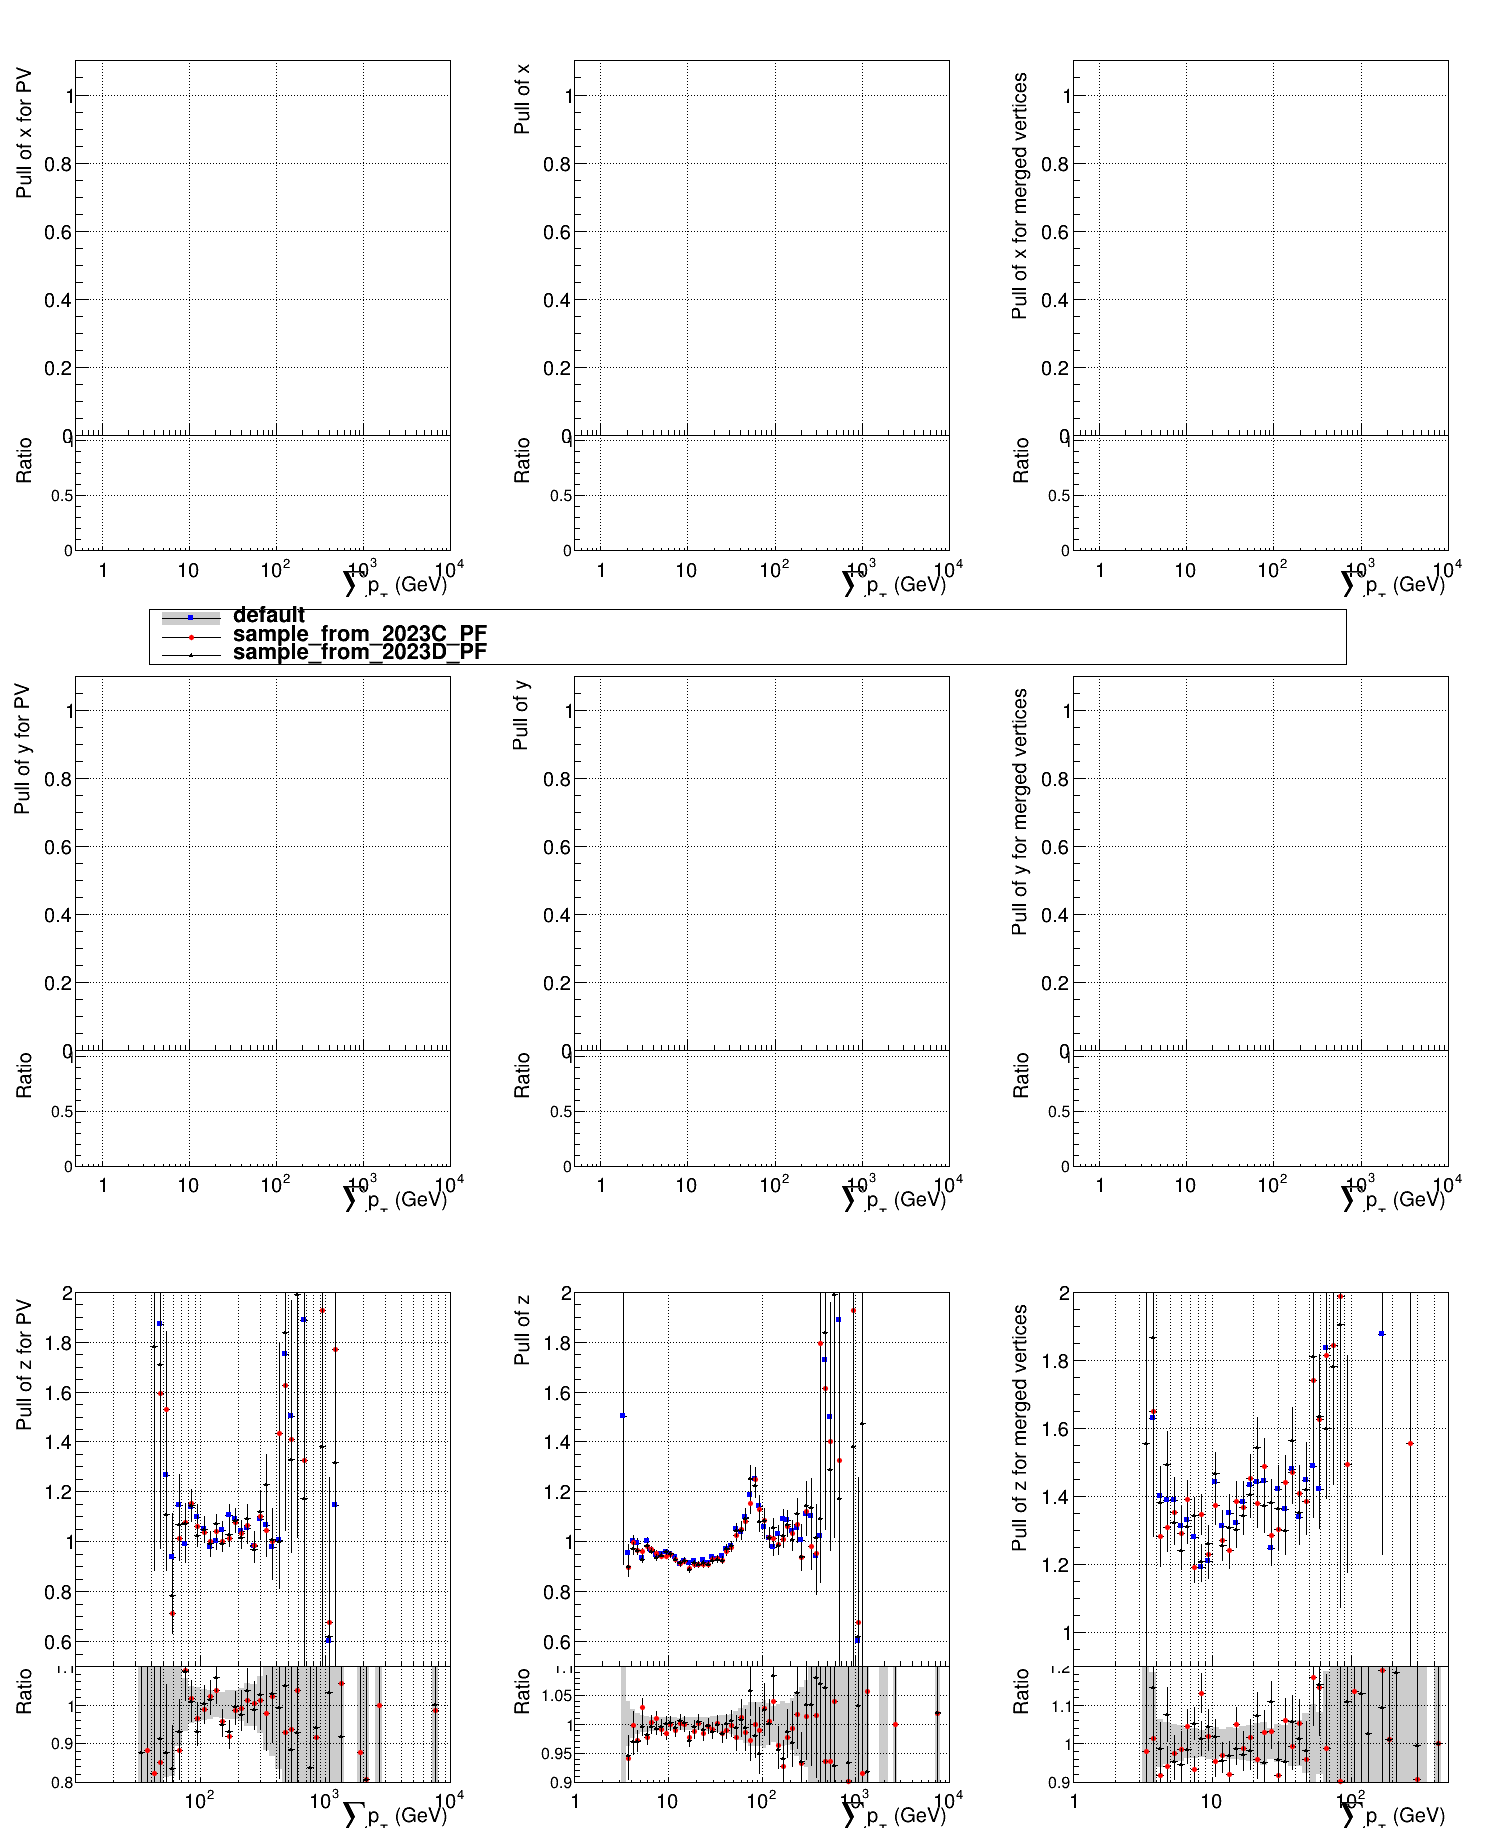 Pull of x for PV
1
0.8
0.6
0.4
0.2
0
Ratio
1
0.5
0
1 10 10² 10³ 10⁴
∑ p_T (GeV)
Pull of x
1
0.8
0.6
0.4
0.2
0
Ratio
1
0.5
0
1 10 10² 10³ 10⁴
∑ p_T (GeV)
Pull of x for merged vertices
1
0.8
0.6
0.4
0.2
0
Ratio
1
0.5
0
1 10 10² 10³ 10⁴
∑ p_T (GeV)
default
sample_from_2023C_PF
sample_from_2023D_PF
Pull of y for PV
1
0.8
0.6
0.4
0.2
0
Ratio
1
0.5
0
1 10 10² 10³ 10⁴
∑ p_T (GeV)
Pull of y
1
0.8
0.6
0.4
0.2
0
Ratio
1
0.5
0
1 10 10² 10³ 10⁴
∑ p_T (GeV)
Pull of y for merged vertices
1
0.8
0.6
0.4
0.2
0
Ratio
1
0.5
0
1 10 10² 10³ 10⁴
∑ p_T (GeV)
Pull of z for PV
2
1.8
1.6
1.4
1.2
1
0.8
0.6
Ratio
1.1
1
0.9
0.8
10² 10³ 10⁴
∑ p_T (GeV)
Pull of z
2
1.8
1.6
1.4
1.2
1
0.8
0.6
Ratio
1.1
1.05
1
0.95
0.9
1 10 10² 10³ 10⁴
∑ p_T (GeV)
Pull of z for merged vertices
2
1.8
1.6
1.4
1.2
1
Ratio
1.2
1.1
1
0.9
1 10 10²
∑ p_T (GeV)